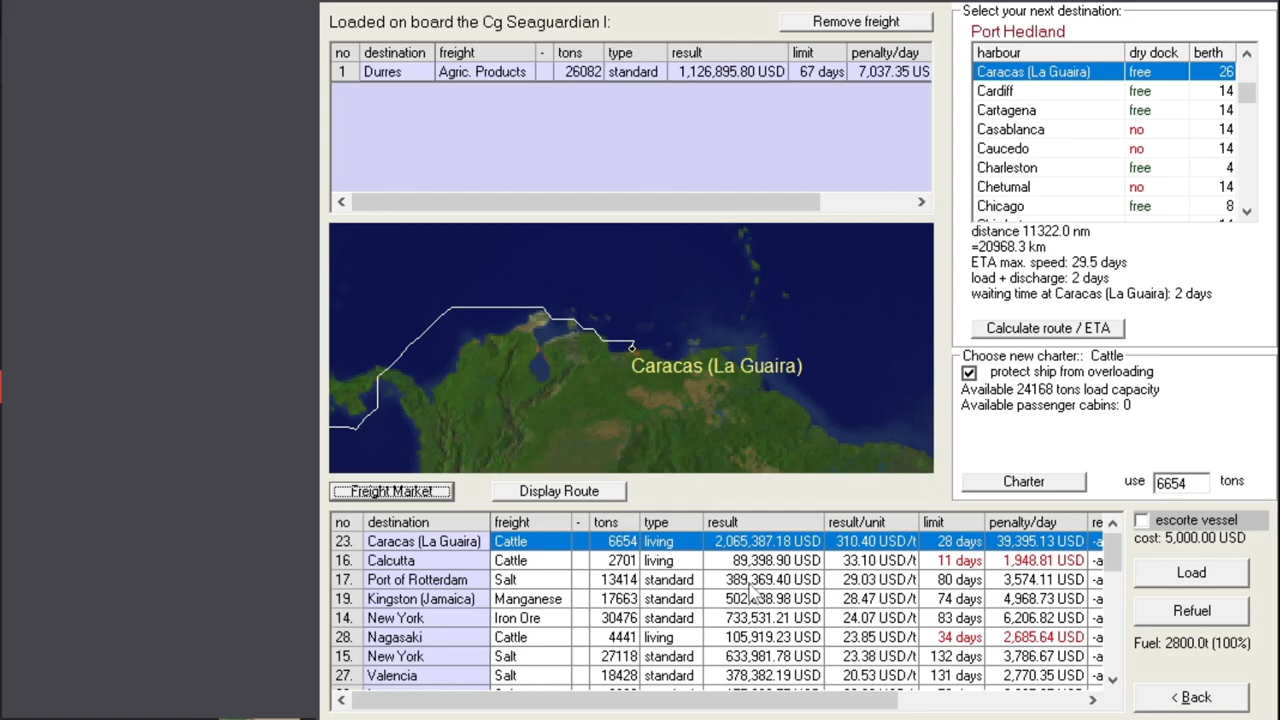 Loaded on board the Cg Seaguardian I:
Remove freight
no destination freight - tons type result limit penalty/day
1 Durres Agric. Products 26082 standard 1,126,895.80 USD 67 days 7,037.35 US
Caracas (La Guaira)
Select your next destination:
Port Hedland
harbour dry dock berth
Caracas (La Guaira) free 26
Cardiff free 14
Cartagena free 14
Casablanca no 14
Caucedo no 14
Charleston free 4
Chetumal no 14
Chicago free 8
distance 11322.0 nm
=20968.3 km
ETA max. speed: 29.5 days
load + discharge: 2 days
waiting time at Caracas (La Guaira): 2 days
Calculate route / ETA
Choose new charter:: Cattle
protect ship from overloading
Available 24168 tons load capacity
Available passenger cabins: 0
Charter use 6654 tons
Freight Market Display Route
no destination freight - tons type result result/unit limit penalty/day re
23. Caracas (La Guaira) Cattle 6654 living 2,065,387.18 USD 310.40 USD/t 28 days 39,395.13 USD -a
16. Calcutta Cattle 2701 living 89,398.90 USD 33.10 USD/t 11 days 1,948.81 USD -a
17. Port of Rotterdam Salt 13414 standard 389,369.40 USD 29.03 USD/t 80 days 3,574.11 USD -a
19. Kingston (Jamaica) Manganese 17663 standard 28.47 USD/t 74 days 4,968.73 USD -a
14. New York Iron Ore 30476 standard 733,531.21 USD 24.07 USD/t 83 days 6,206.82 USD -a
28. Nagasaki Cattle 4441 living 105,919.23 USD 23.85 USD/t 34 days 2,685.64 USD -a
15. New York Salt 27118 standard 633,981.78 USD 23.38 USD/t 132 days 3,786.67 USD -a
27. Valencia Salt 18428 standard 378,382.19 USD 20.53 USD/t 131 days 2,770.35 USD -a
escorte vessel
cost: 5,000.00 USD
Load
Refuel
Fuel: 2800.0t (100%)
< Back